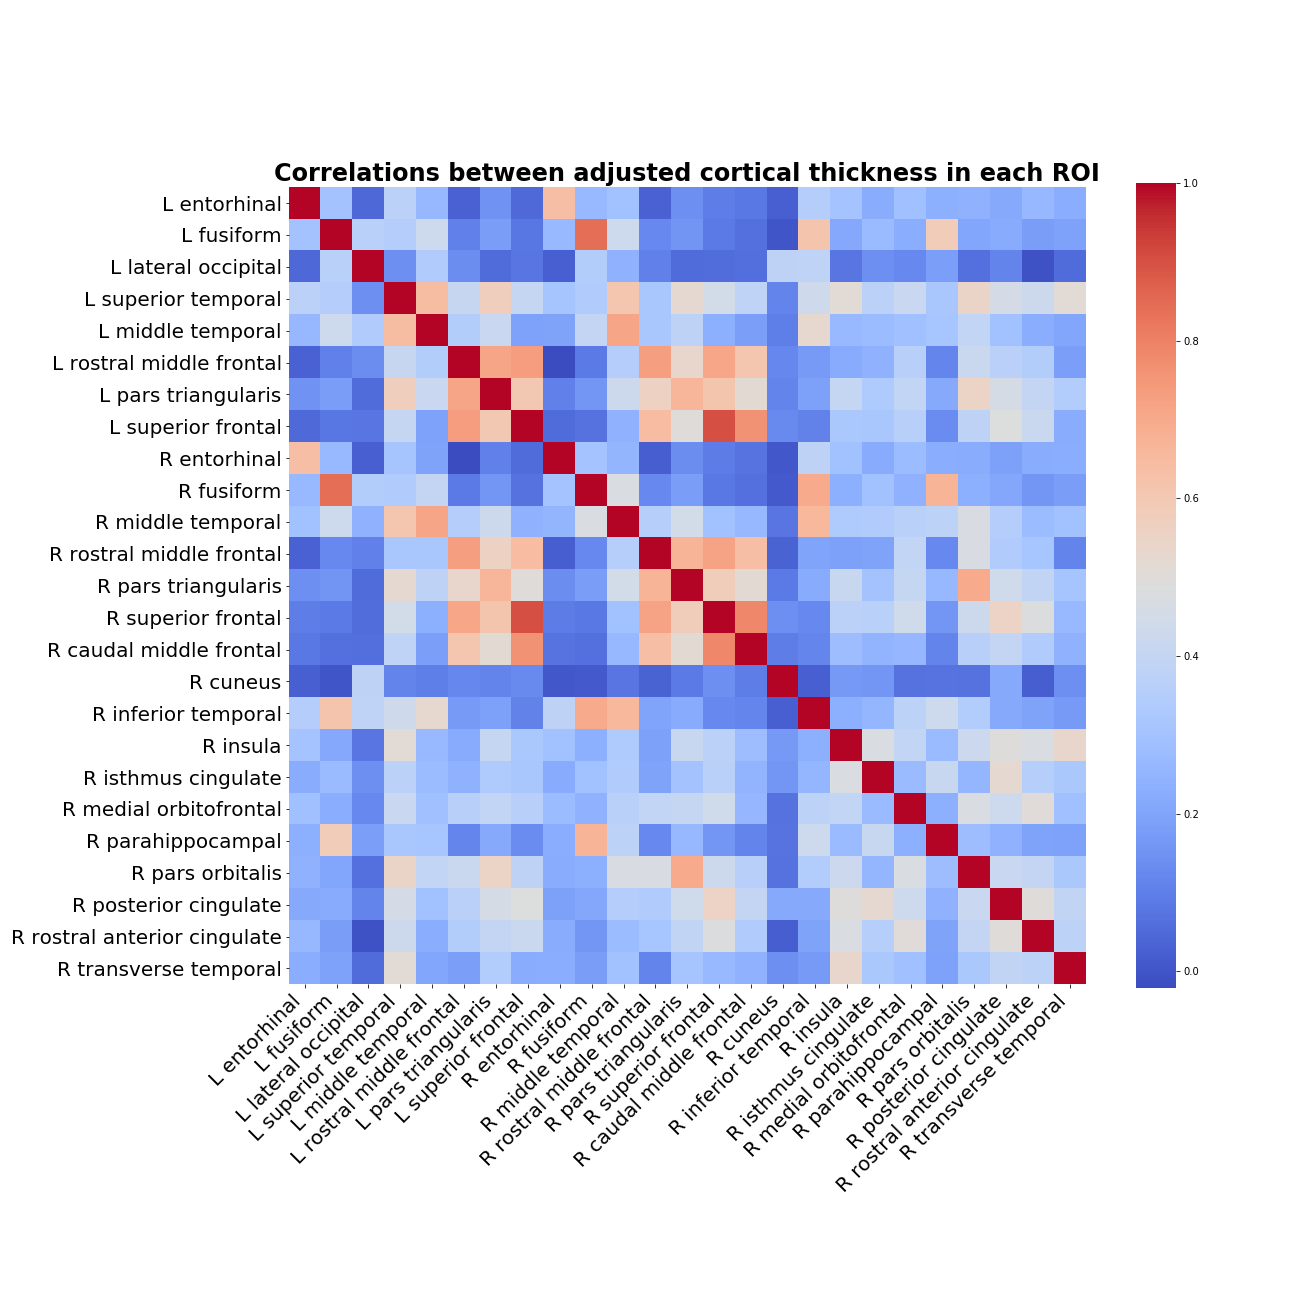 Correlations between adjusted cortical thickness in each ROI
L entorhinal
L fusiform
L lateral occipital
L superior temporal
L middle temporal
L rostral middle frontal
L pars triangularis
L superior frontal
R entorhinal
R fusiform
R middle temporal
R rostral middle frontal
R pars triangularis
R superior frontal
R caudal middle frontal
R cuneus
R inferior temporal
R insula
R isthmus cingulate
R medial orbitofrontal
R parahippocampal
R pars orbitalis
R posterior cingulate
R rostral anterior cingulate
R transverse temporal
L entorhinal
L fusiform
L lateral occipital
L superior temporal
L middle temporal
L rostral middle frontal
L pars triangularis
L superior frontal
R entorhinal
R fusiform
R middle temporal
R rostral middle frontal
R pars triangularis
R superior frontal
R caudal middle frontal
R cuneus
R inferior temporal
R insula
R isthmus cingulate
R medial orbitofrontal
R parahippocampal
R pars orbitalis
R posterior cingulate
R rostral anterior cingulate
R transverse temporal
1.0
0.8
0.6
0.4
0.2
0.0